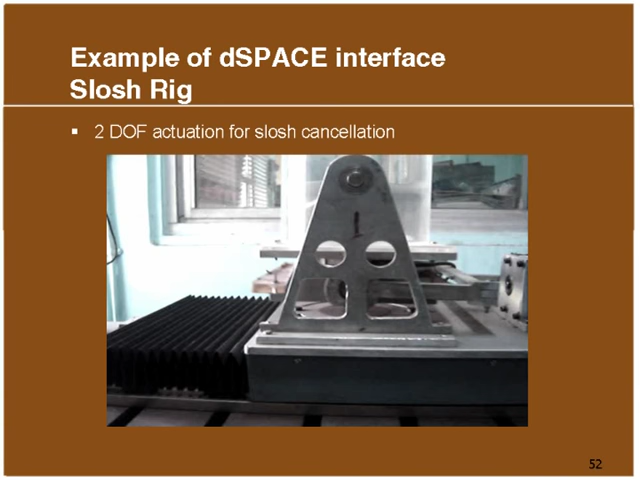 Example of dSPACE interface
Slosh Rig
▪ 2 DOF actuation for slosh cancellation
52